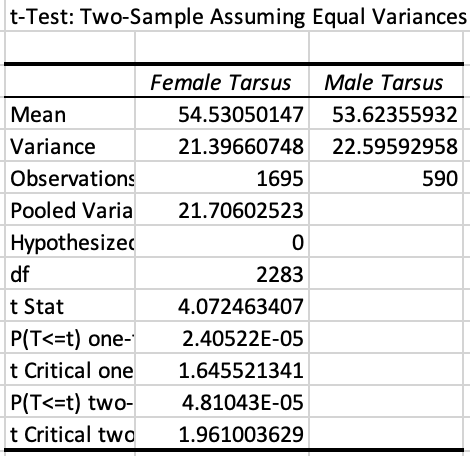 t-Test: Two-Sample Assuming Equal Variances
Female Tarsus Male Tarsus
Mean 54.53050147 53.62355932
Variance 21.39660748 22.59592958
Observations 1695 590
Pooled Varia 21.70602523
Hypothesized 0
df 2283
t Stat 4.072463407
P(T<=t) one- 2.40522E-05
t Critical one 1.645521341
P(T<=t) two- 4.81043E-05
t Critical two 1.961003629